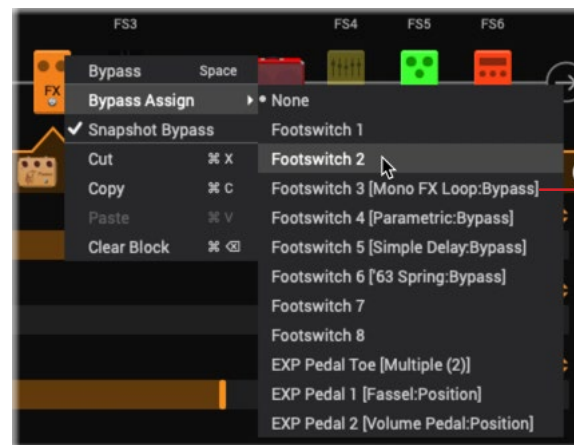 FS3 FS4 FS5 FS6
FX
Bypass Space
Bypass Assign
Snapshot Bypass
Cut ⌘ X
Copy ⌘ C
Paste ⌘ V
Clear Block ⌘ ⌫
None
Footswitch 1
Footswitch 2
Footswitch 3 [Mono FX Loop:Bypass]
Footswitch 4 [Parametric:Bypass]
Footswitch 5 [Simple Delay:Bypass]
Footswitch 6 ['63 Spring:Bypass]
Footswitch 7
Footswitch 8
EXP Pedal Toe [Multiple (2)]
EXP Pedal 1 [Fassel:Position]
EXP Pedal 2 [Volume Pedal:Position]